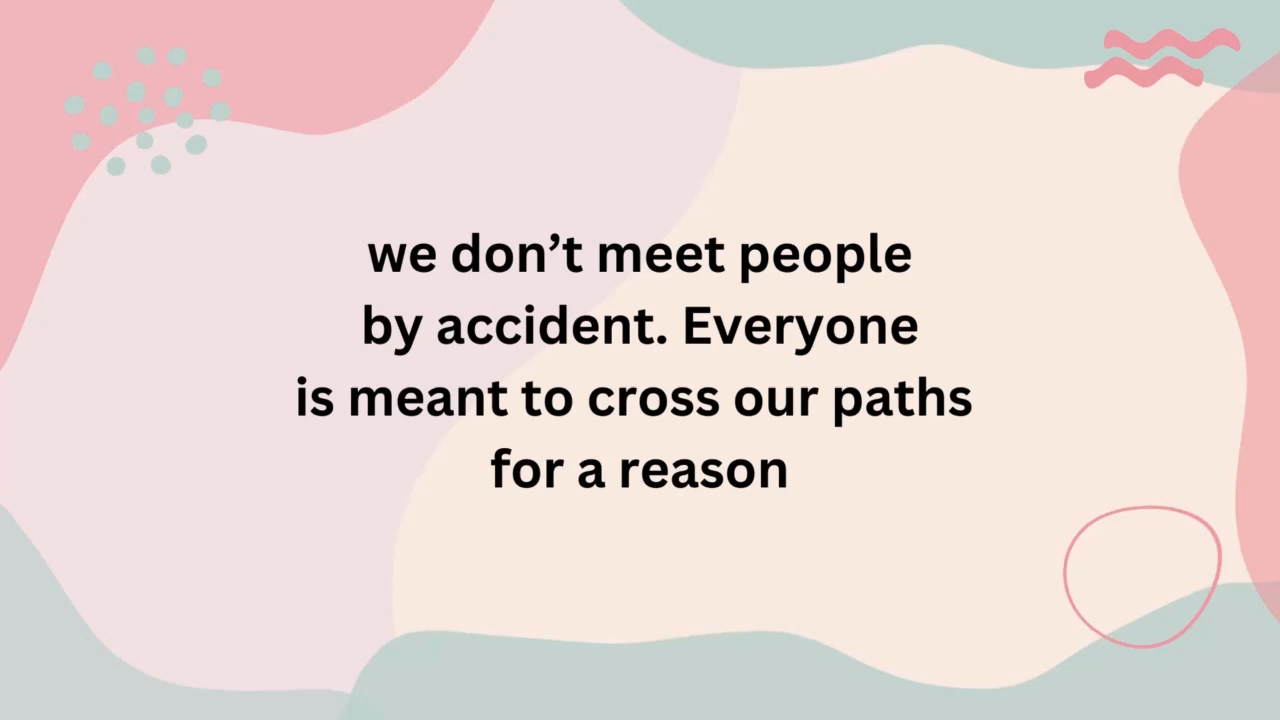 we don’t meet people
by accident. Everyone
is meant to cross our paths
for a reason